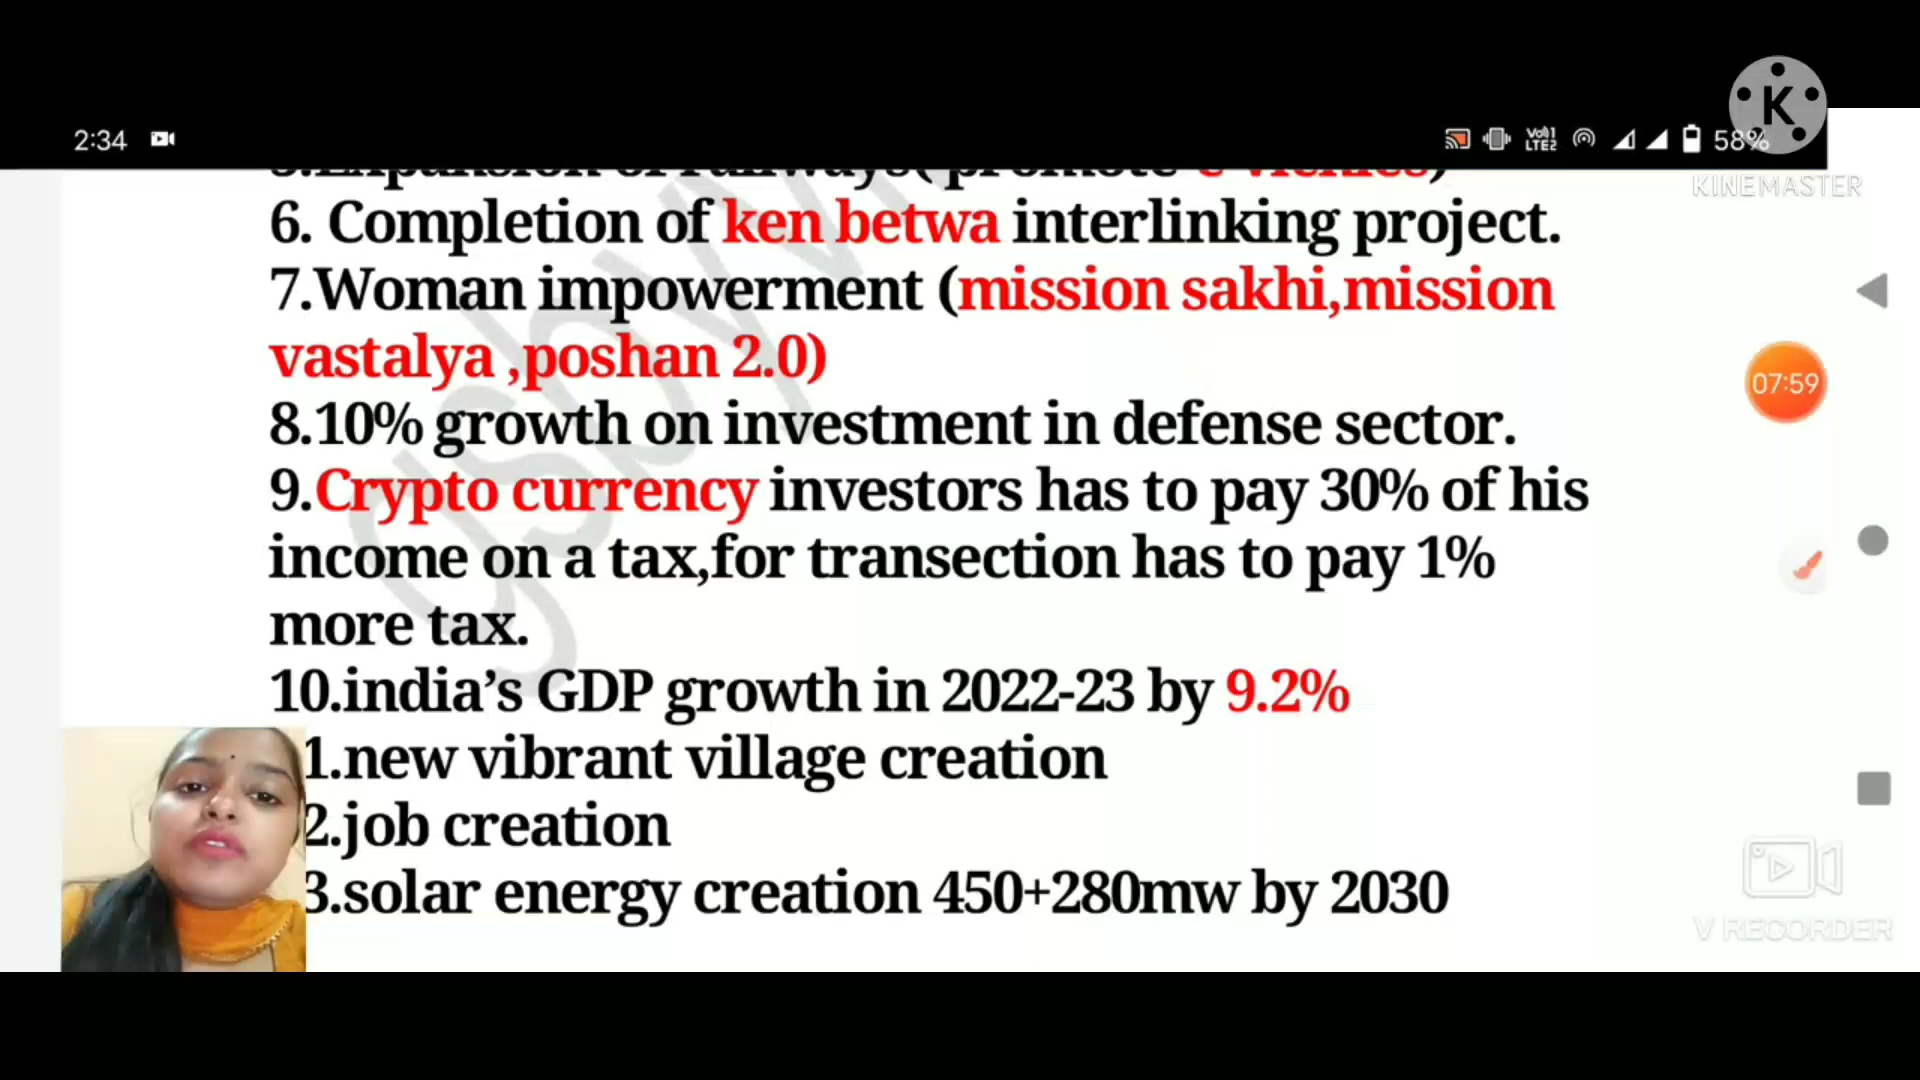 2:34
Vo)) 1
LTE2
58%
K
KINEMASTER
6. Completion of ken betwa interlinking project.
7.Woman impowerment (mission sakhi,mission
vastalya ,poshan 2.0)
07:59
8.10% growth on investment in defense sector.
9.Crypto currency investors has to pay 30% of his
income on a tax,for transection has to pay 1%
more tax.
10.india’s GDP growth in 2022-23 by 9.2%
1.new vibrant village creation
2.job creation
3.solar energy creation 450+280mw by 2030
V RECORDER